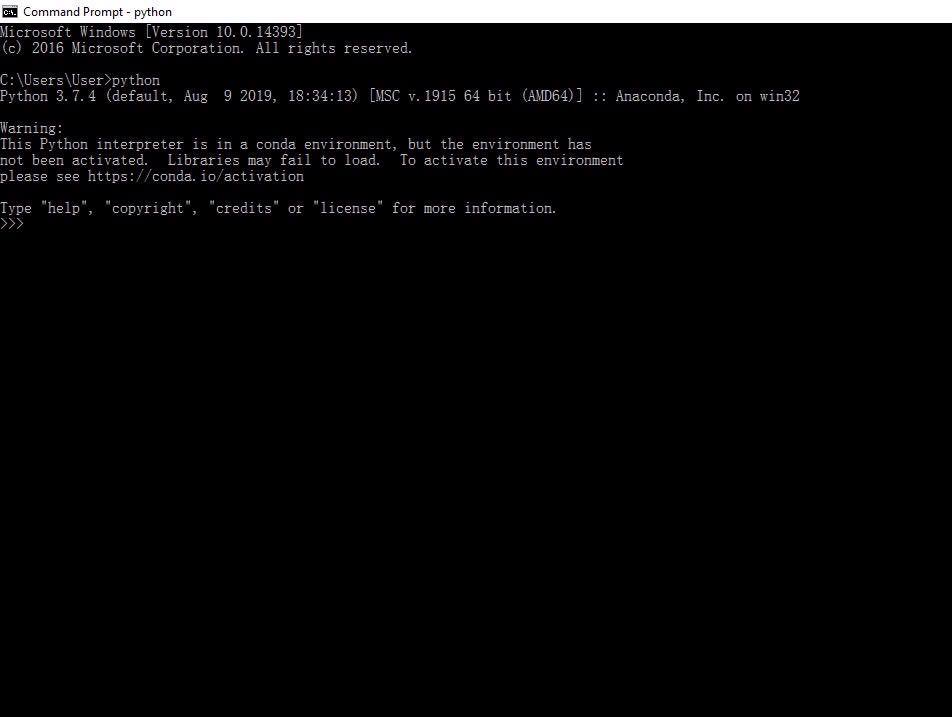 Command Prompt - python
Microsoft Windows [Version 10.0.14393]
(c) 2016 Microsoft Corporation. All rights reserved.
C:\Users\User>python
Python 3.7.4 (default, Aug  9 2019, 18:34:13) [MSC v.1915 64 bit (AMD64)] :: Anaconda, Inc. on win32
Warning:
This Python interpreter is in a conda environment, but the environment has
not been activated.  Libraries may fail to load.  To activate this environment
please see https://conda.io/activation
Type "help", "copyright", "credits" or "license" for more information.
>>>